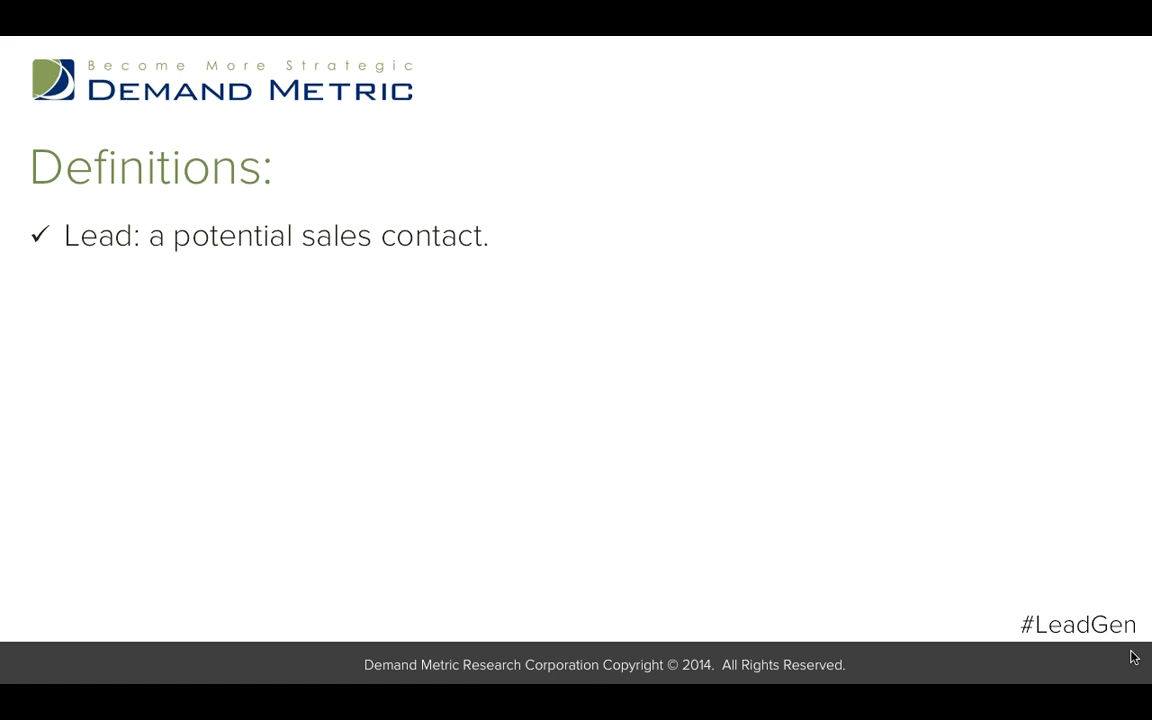 Become More Strategic
DEMAND METRIC
Definitions:
✓ Lead: a potential sales contact.
#LeadGen
Demand Metric Research Corporation Copyright © 2014. All Rights Reserved.